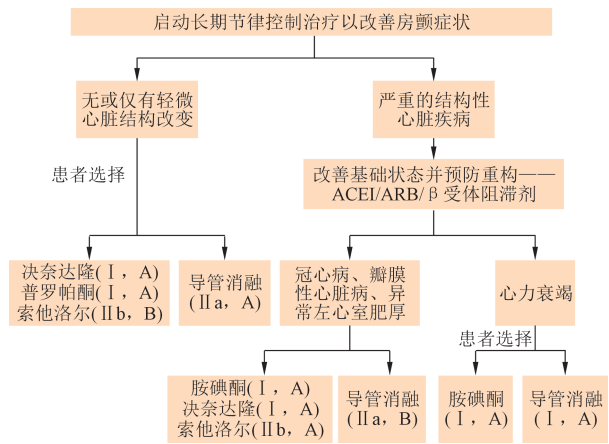 启动长期节律控制治疗以改善房颤症状
无或仅有轻微
心脏结构改变
严重的结构性
心脏疾病
患者选择
改善基础状态并预防重构——
ACEI/ARB/β受体阻滞剂
决奈达隆(Ⅰ，A)
普罗帕酮(Ⅰ，A)
索他洛尔(Ⅱb，B)
导管消融
(Ⅱa，A)
冠心病、瓣膜
性心脏病、异
常左心室肥厚
心力衰竭
患者选择
胺碘酮(Ⅰ，A)
决奈达隆(Ⅰ，A)
索他洛尔(Ⅱb，A)
导管消融
(Ⅱa，B)
胺碘酮
(Ⅰ，A)
导管消融
(Ⅰ，A)